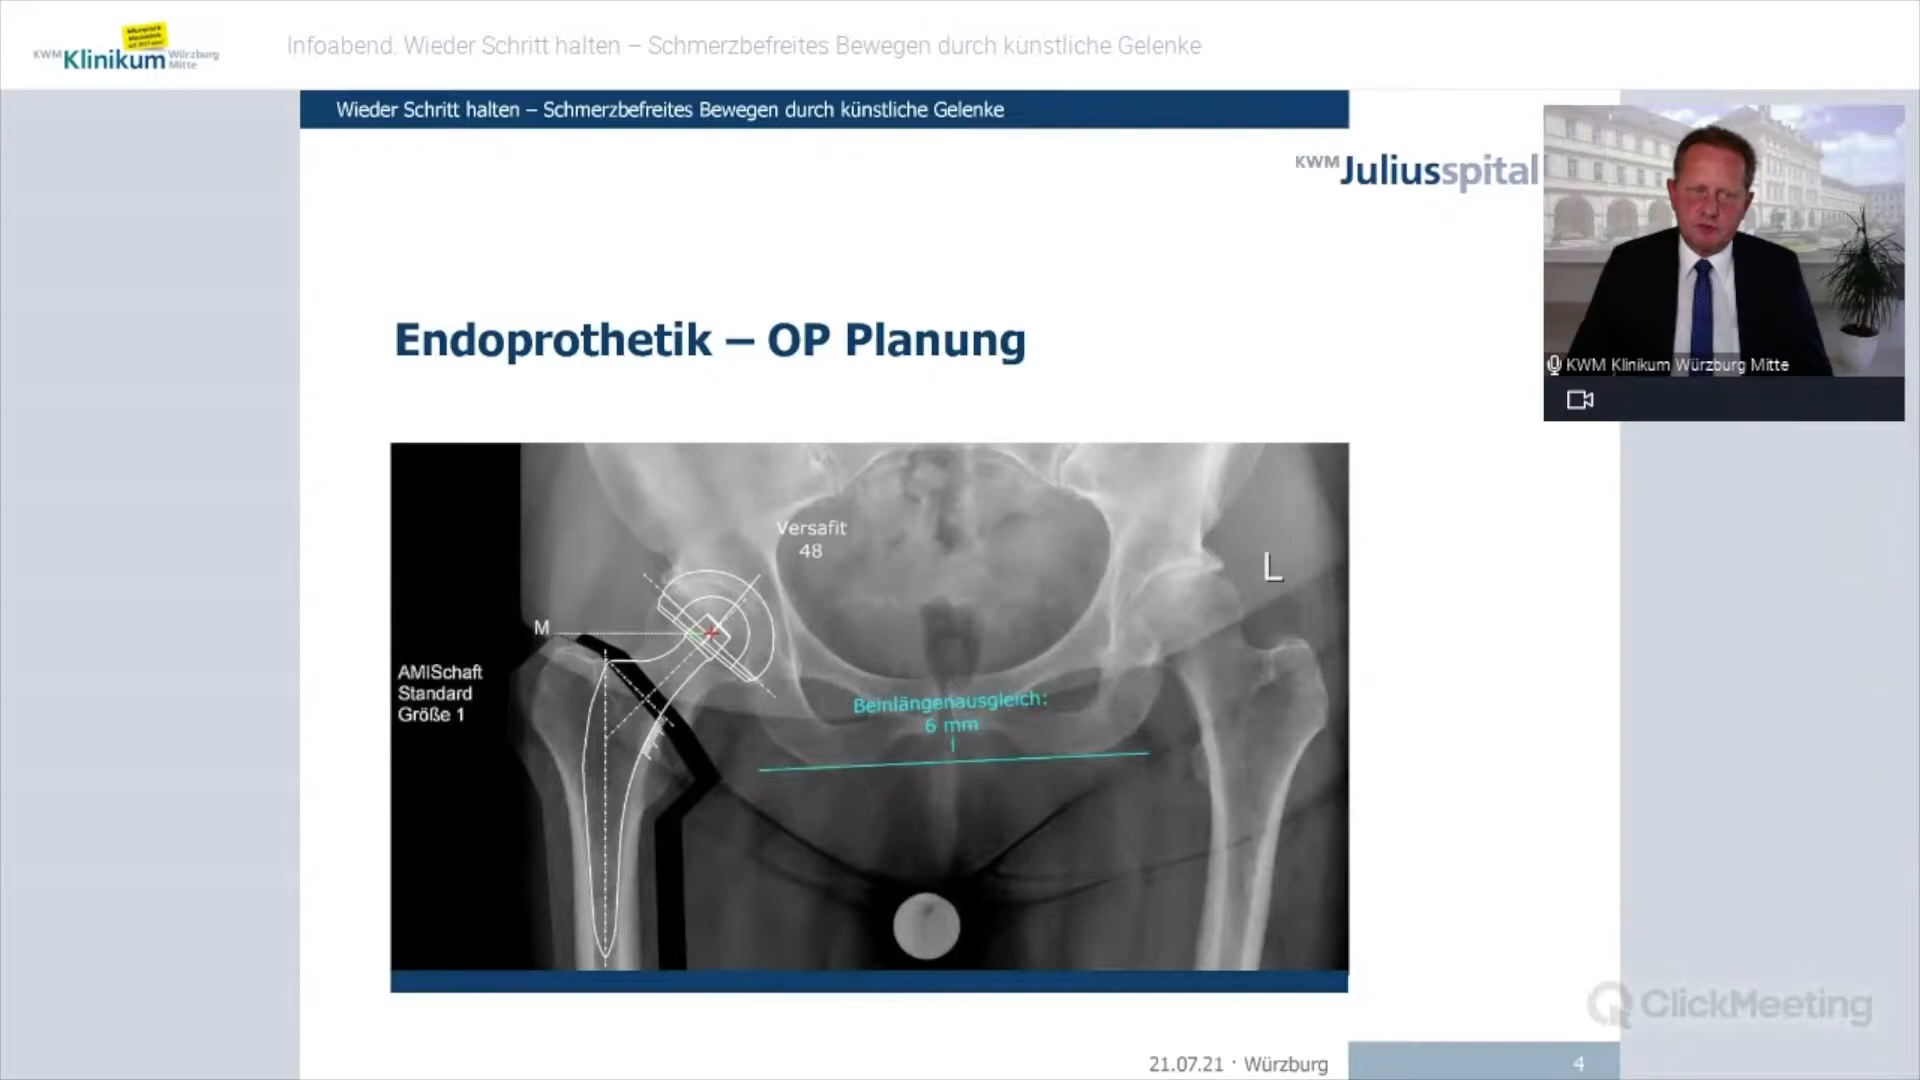 KWM Klinikum Würzburg Mitte
Infoabend. Wieder Schritt halten – Schmerzbefreites Bewegen durch künstliche Gelenke
Wieder Schritt halten – Schmerzbefreites Bewegen durch künstliche Gelenke
KWM Juliusspital
KWM Klinikum Würzburg Mitte
Endoprothetik – OP Planung
Versafit
48
L
M
AMISchaft
Standard
Größe 1
Beinlängenausgleich:
6 mm
ClickMeeting
21.07.21 · Würzburg
4